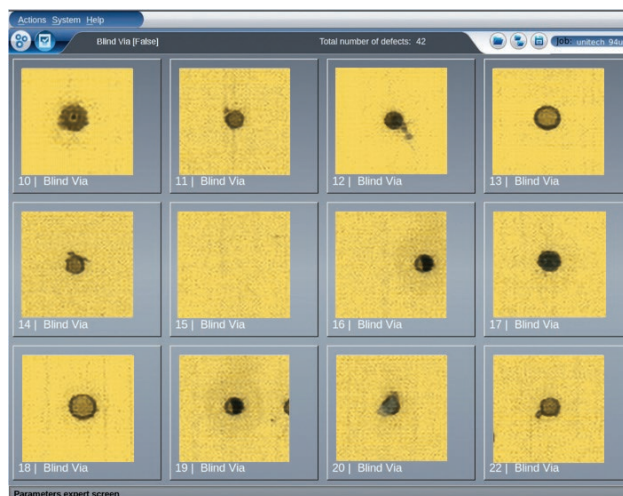 Actions System Help
Blind Via [False] Total number of defects: 42 Job: unitech 94u
10 | Blind Via 11 | Blind Via 12 | Blind Via 13 | Blind Via
14 | Blind Via 15 | Blind Via 16 | Blind Via 17 | Blind Via
18 | Blind Via 19 | Blind Via 20 | Blind Via 22 | Blind Via
Parameters expert screen